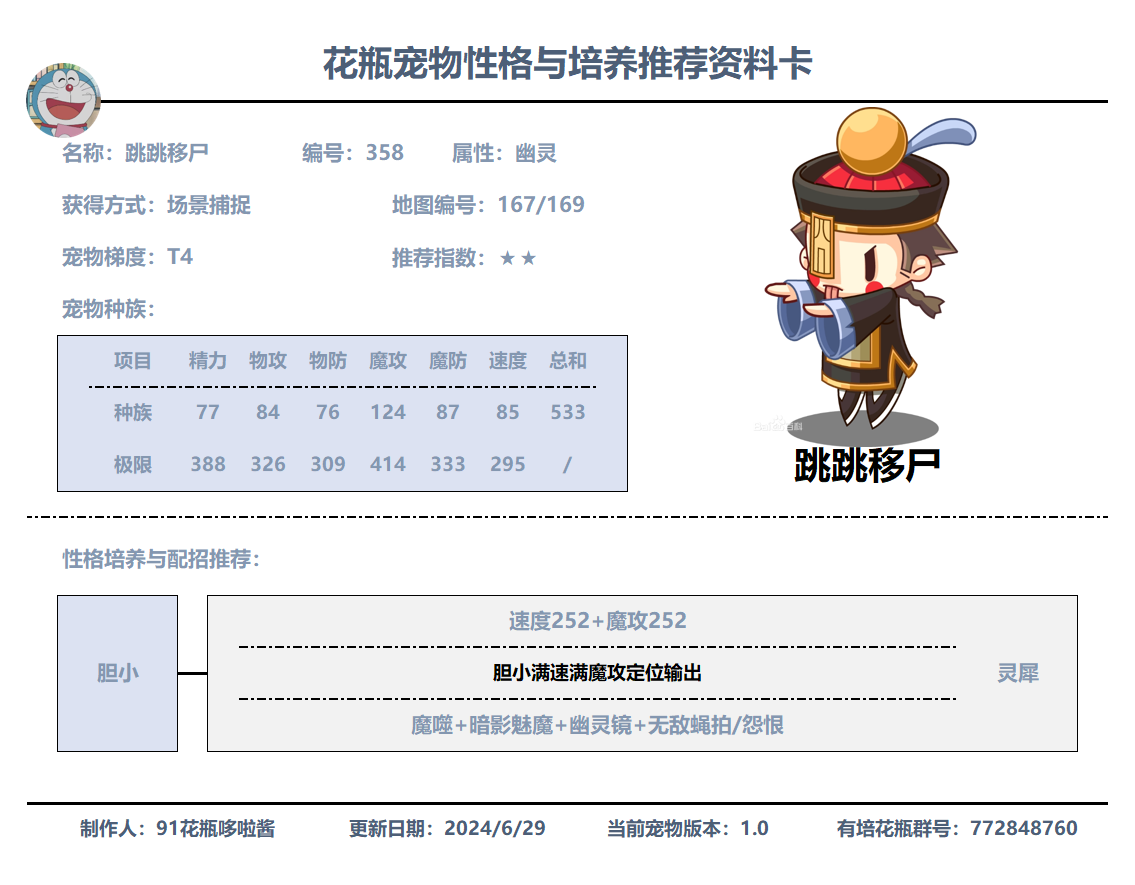 花瓶宠物性格与培养推荐资料卡
名称：跳跳移尸 编号：358 属性：幽灵
获得方式：场景捕捉 地图编号：167/169
宠物梯度：T4 推荐指数：★★
宠物种族：
项目 精力 物攻 物防 魔攻 魔防 速度 总和
种族 77 84 76 124 87 85 533
极限 388 326 309 414 333 295 /
跳跳移尸
性格培养与配招推荐：
胆小
速度252+魔攻252
胆小满速满魔攻定位输出
魔噬+暗影魅魔+幽灵镜+无敌蝇拍/怨恨
灵犀
制作人：91花瓶哆啦酱 更新日期：2024/6/29 当前宠物版本：1.0 有培花瓶群号：772848760